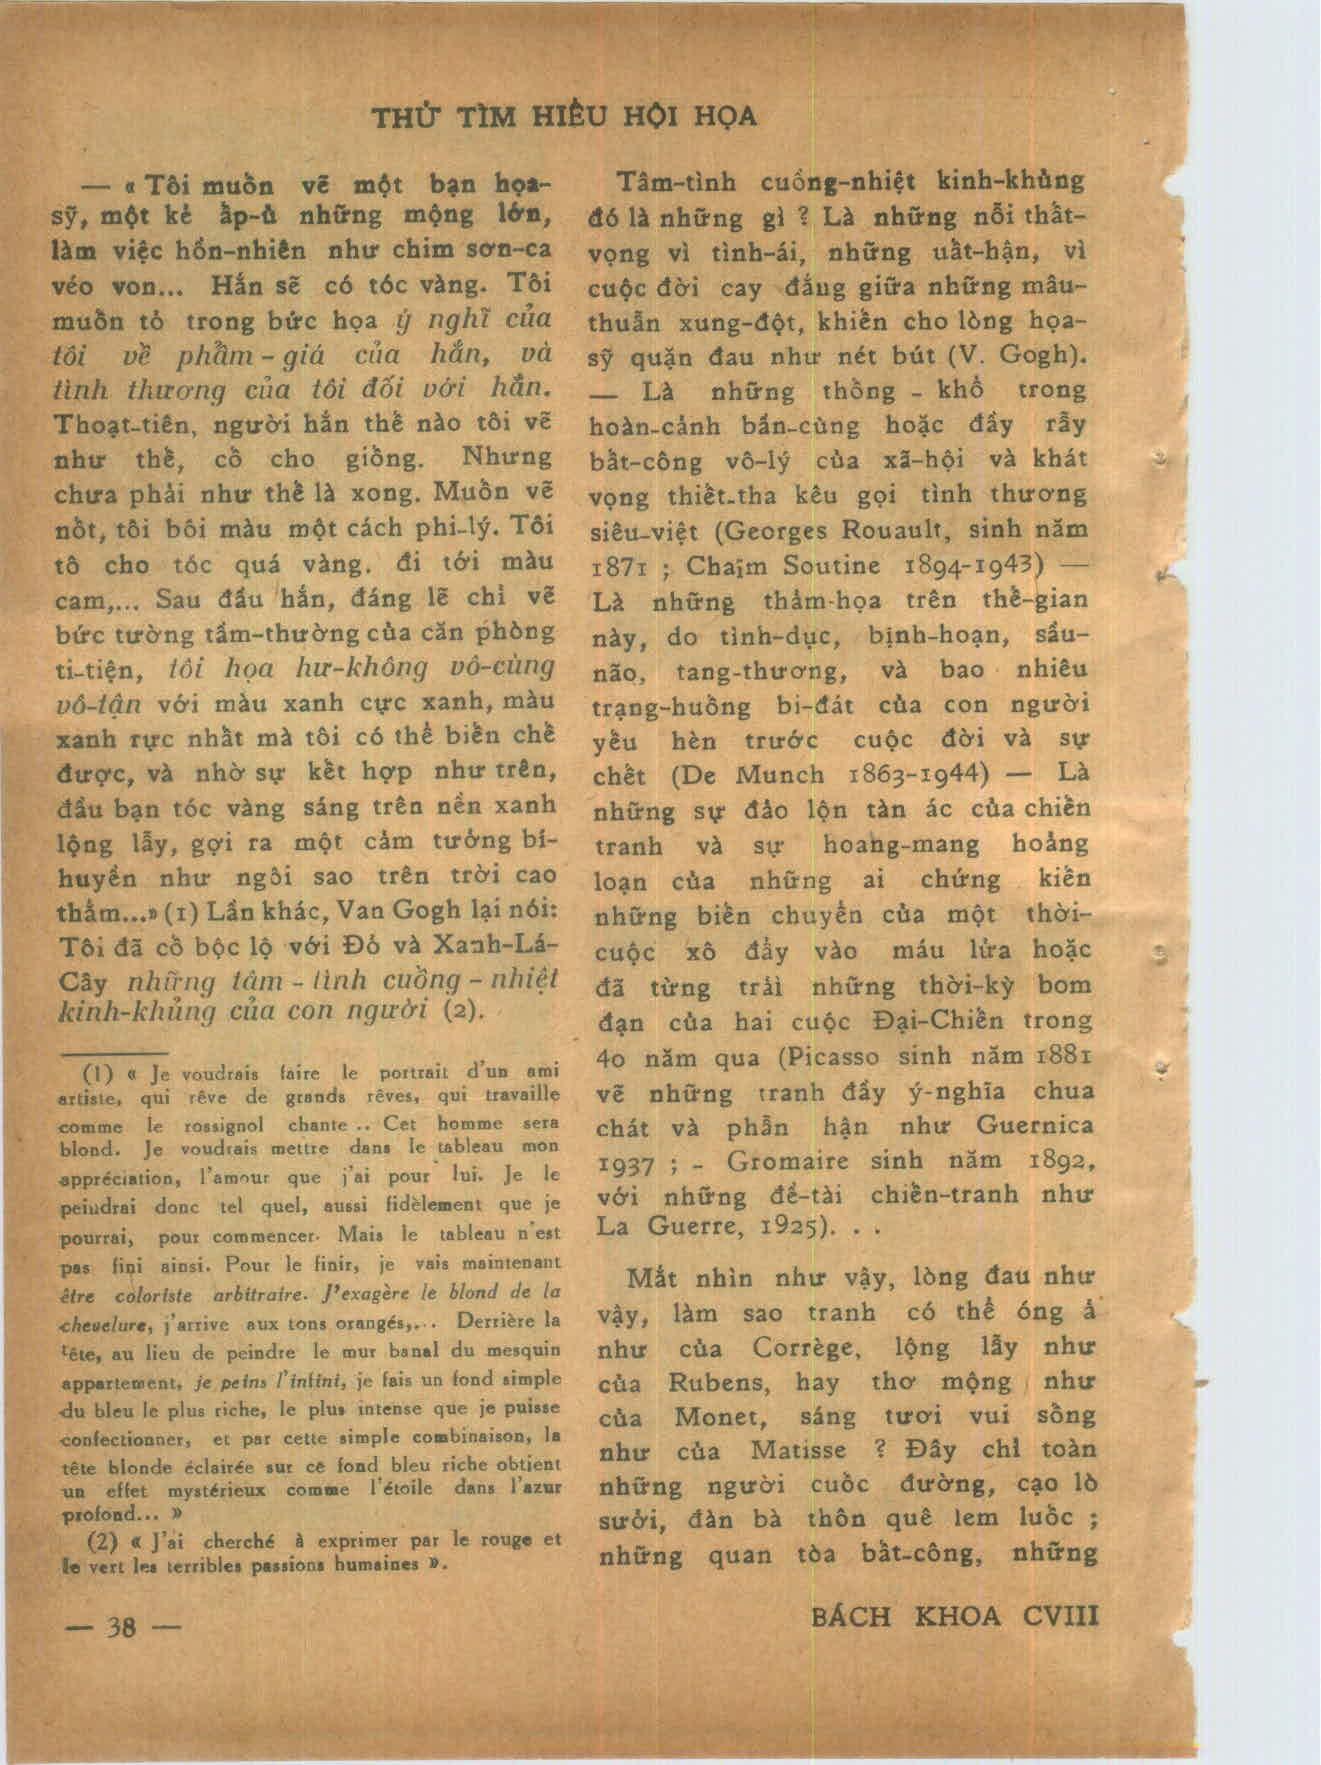 THỬ TÌM HIỂU HỘI HỌA
— « Tôi muốn vẽ một bạn họa-
sỹ, một kẻ ấp-ủ những mộng lớn,
làm việc hồn-nhiên như chim sơn-ca
véo von... Hắn sẽ có tóc vàng. Tôi
muốn tỏ trong bức họa ý nghĩ của
tôi về phẩm - giá của hắn, và
tình thương của tôi đối với hắn.
Thoạt-tiên, người hắn thế nào tôi vẽ
như thế, cố cho giống. Nhưng
chưa phải như thế là xong. Muốn vẽ
nốt, tôi bôi màu một cách phi-lý. Tôi
tô cho tóc quá vàng. đi tới màu
cam,... Sau đầu hắn, đáng lẽ chỉ vẽ
bức tường tầm-thường của căn phòng
ti-tiện, tôi họa hư-không vô-cùng
vô-tận với màu xanh cực xanh, màu
xanh rực nhất mà tôi có thể biến chế
được, và nhờ sự kết hợp như trên,
đầu bạn tóc vàng sáng trên nền xanh
lộng lẫy, gợi ra một cảm tưởng bí-
huyền như ngôi sao trên trời cao
thẳm...» (1) Lần khác, Van Gogh lại nói:
Tôi đã cố bộc lộ với Đỏ và Xanh-Lá-
Cây những tâm - tình cuồng - nhiệt
kinh-khủng của con người (2).
(1) « Je voudrais faire le portrait d'un ami
artiste, qui rêve de grands rêves, qui travaille
comme le rossignol chante .. Cet homme sera
blond. Je voudrais mettre dans le tableau mon
appréciation, l'amour que j'ai pour lui. Je le
peindrai donc tel quel, aussi fidèlement que je
pourrai, pour commencer. Mais le tableau n'est
pas fini ainsi. Pour le finir, je vais maintenant
être coloriste arbitraire. J'exagère le blond de la
chevelure, j'arrive aux tons orangés,... Derrière la
tête, au lieu de peindre le mur banal du mesquin
appartement, je peins l'infini, je fais un fond simple
du bleu le plus riche, le plus intense que je puisse
confectionner, et par cette simple combinaison, la
tête blonde éclairée sur ce fond bleu riche obtient
un effet mystérieux comme l'étoile dans l'azur
profond... »
(2) « J'ai cherché à exprimer par le rouge et
le vert les terribles passions humaines ».
— 38 —
Tâm-tình cuồng-nhiệt kinh-khủng
đó là những gì ? Là những nỗi thất-
vọng vì tình-ái, những uất-hận, vì
cuộc đời cay đắng giữa những mâu-
thuẫn xung-đột, khiến cho lòng họa-
sỹ quặn đau như nét bút (V. Gogh).
— Là những thống - khổ trong
hoàn-cảnh bần-cùng hoặc đầy rẫy
bất-công vô-lý của xã-hội và khát
vọng thiết-tha kêu gọi tình thương
siêu-việt (Georges Rouault, sinh năm
1871 ; Chaïm Soutine 1894-1943) —
Là những thảm-họa trên thế-gian
này, do tình-dục, bịnh-hoạn, sầu-
não, tang-thương, và bao nhiêu
trạng-huống bi-đát của con người
yếu hèn trước cuộc đời và sự
chết (De Munch 1863-1944) — Là
những sự đảo lộn tàn ác của chiến
tranh và sự hoang-mang hoảng
loạn của những ai chứng kiến
những biến chuyển của một thời-
cuộc xô đẩy vào máu lửa hoặc
đã từng trải những thời-kỳ bom
đạn của hai cuộc Đại-Chiến trong
40 năm qua (Picasso sinh năm 1881
vẽ những tranh đầy ý-nghĩa chua
chát và phẫn hận như Guernica
1937 ; - Gromaire sinh năm 1892,
với những đề-tài chiến-tranh như
La Guerre, 1925). . .
Mắt nhìn như vậy, lòng đau như
vậy, làm sao tranh có thể óng ả
như của Corrège, lộng lẫy như
của Rubens, hay thơ mộng như
của Monet, sáng tươi vui sống
như của Matisse ? Đây chỉ toàn
những người cuốc đường, cạo lò
sưởi, đàn bà thôn quê lem luốc ;
những quan tòa bất-công, những
BÁCH KHOA CVIII